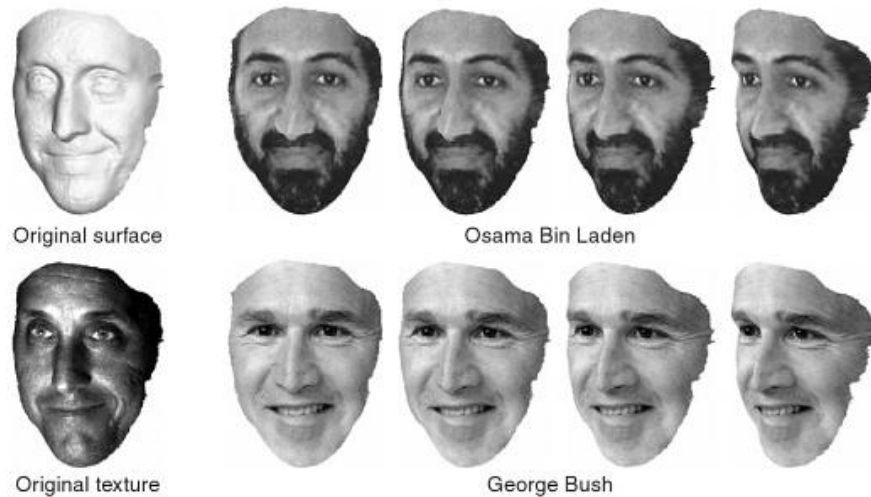 Original surface
Osama Bin Laden
Original texture
George Bush